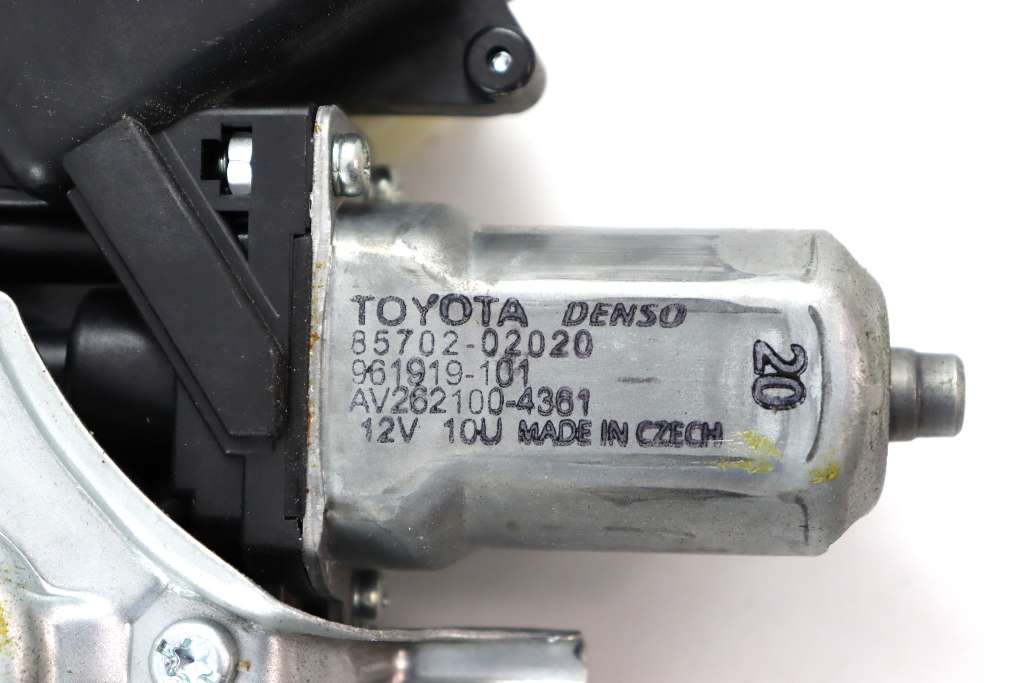 TOYOTA DENSO
85702-02020
961919-101
AV262100-4361
12V 10U MADE IN CZECH
20